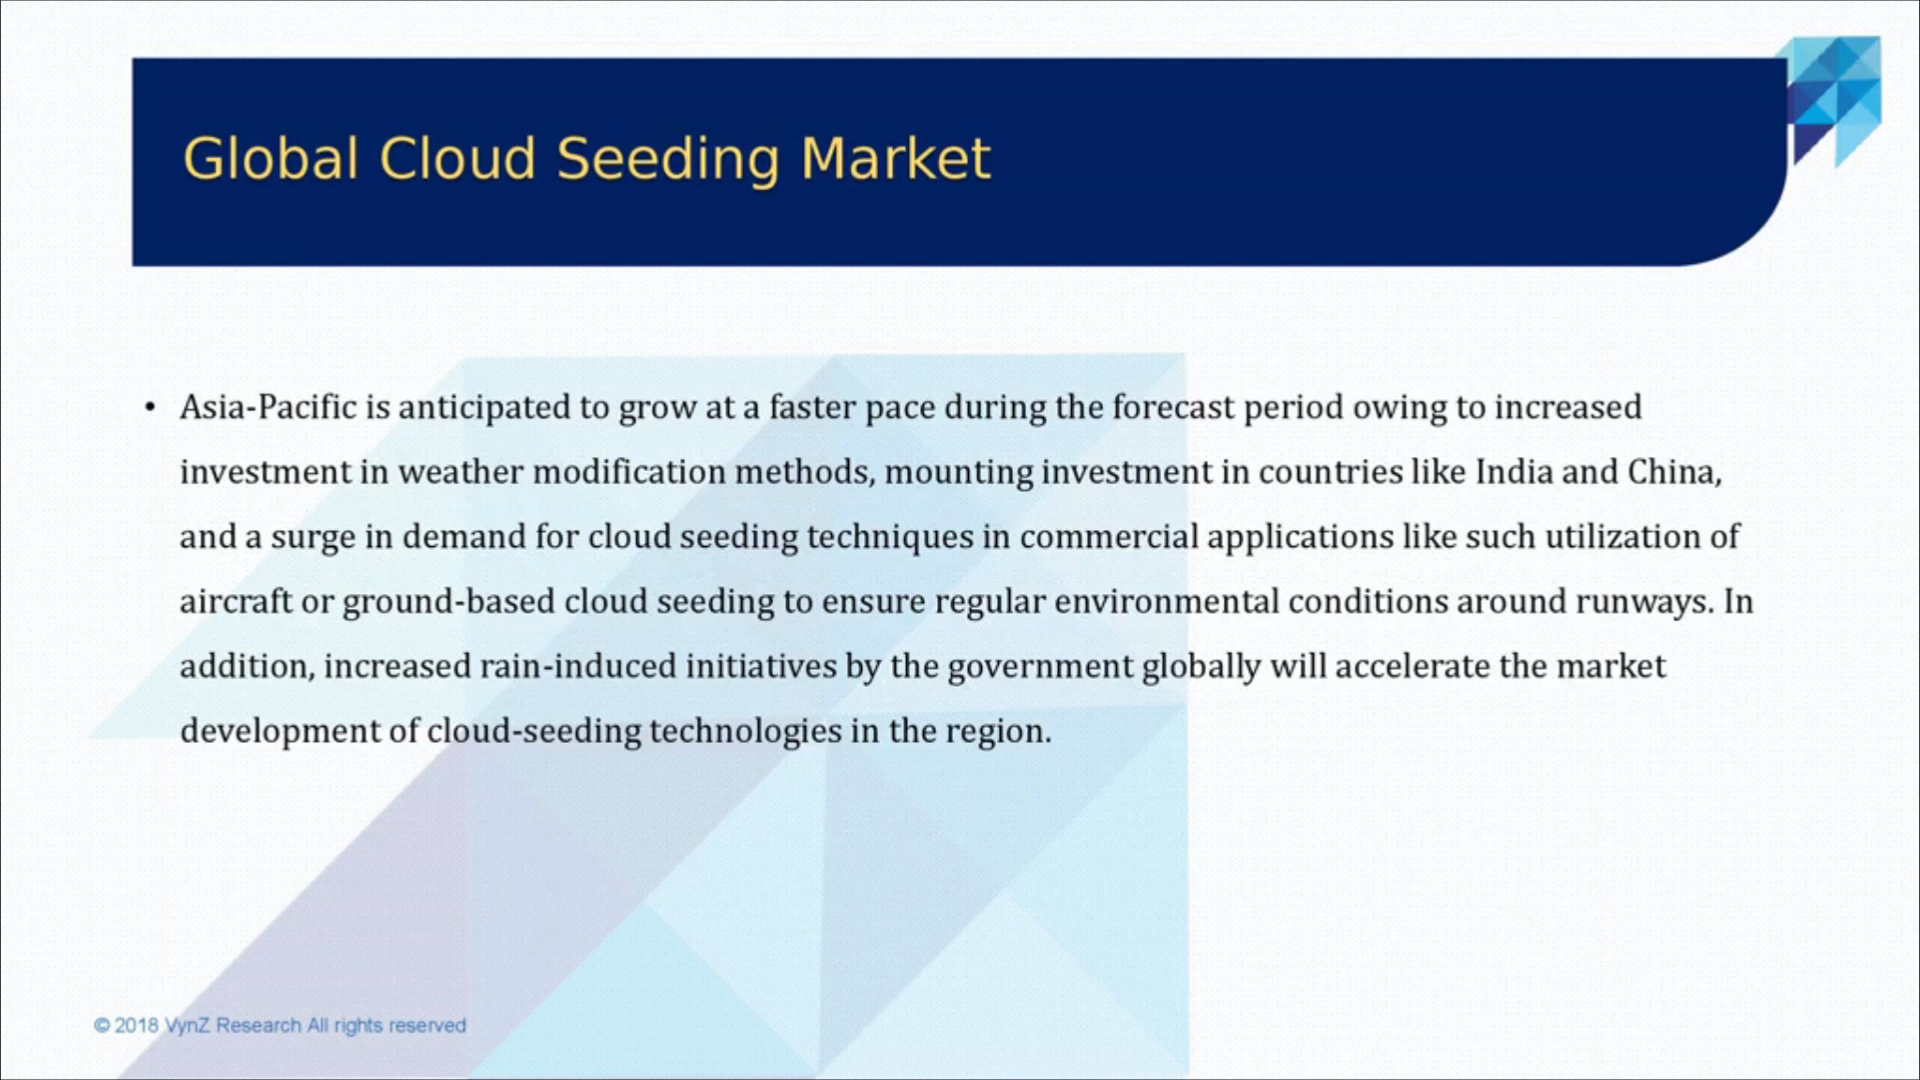 Global Cloud Seeding Market
• Asia-Pacific is anticipated to grow at a faster pace during the forecast period owing to increased
investment in weather modification methods, mounting investment in countries like India and China,
and a surge in demand for cloud seeding techniques in commercial applications like such utilization of
aircraft or ground-based cloud seeding to ensure regular environmental conditions around runways. In
addition, increased rain-induced initiatives by the government globally will accelerate the market
development of cloud-seeding technologies in the region.
© 2018 VynZ Research All rights reserved